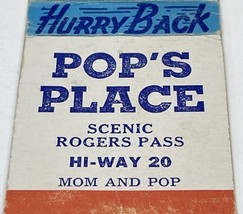 Hurry Back
POP'S
PLACE
SCENIC
ROGERS PASS
HI-WAY 20
MOM AND POP